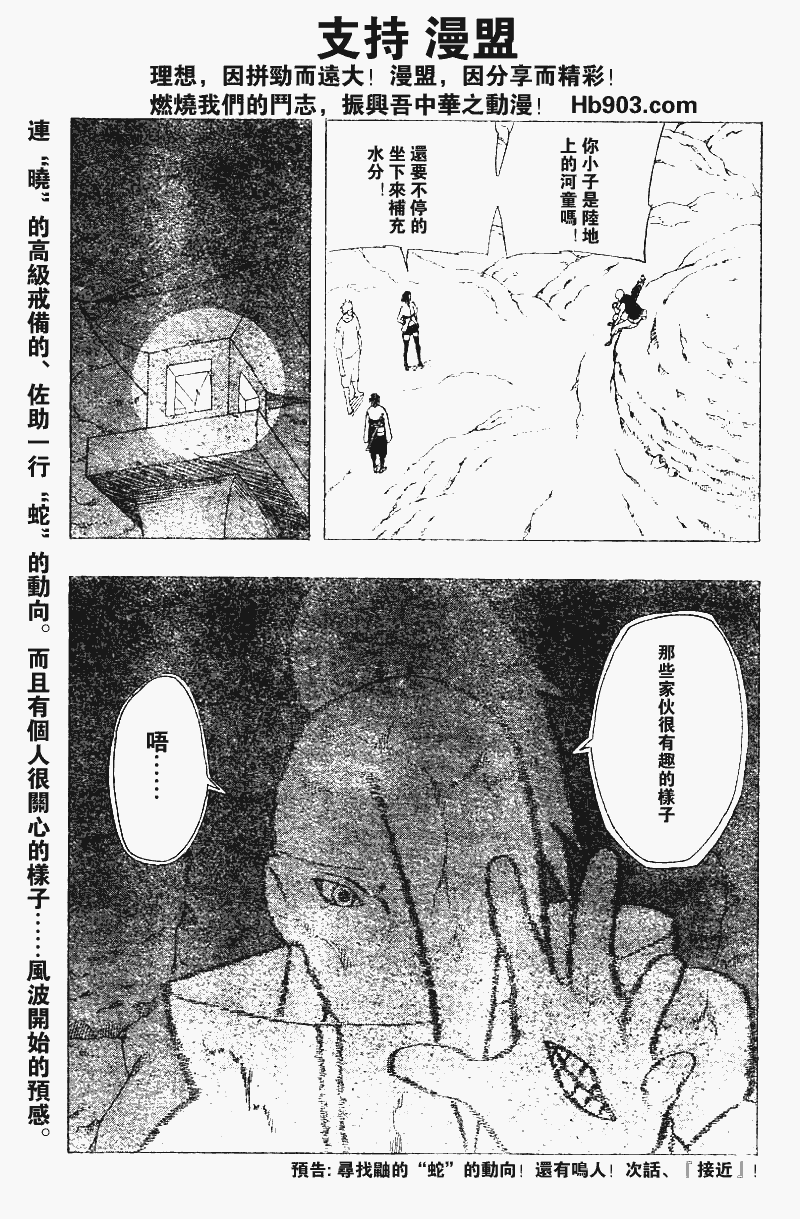 支持 漫盟
理想，因拼勁而遠大！漫盟，因分享而精彩！
燃燒我們的鬥志，振興吾中華之動漫！ Hb903.com
你小子是陸地
上的河童嗎！
還要不停的
坐下來補充
水分！
那些家伙很有趣的樣子
唔……
連“曉”的高級戒備的、佐助一行“蛇”的動向。而且有個人很關心的樣子……風波開始的預感。
預告: 尋找鼬的“蛇”的動向！還有鳴人！次話、『接近』！